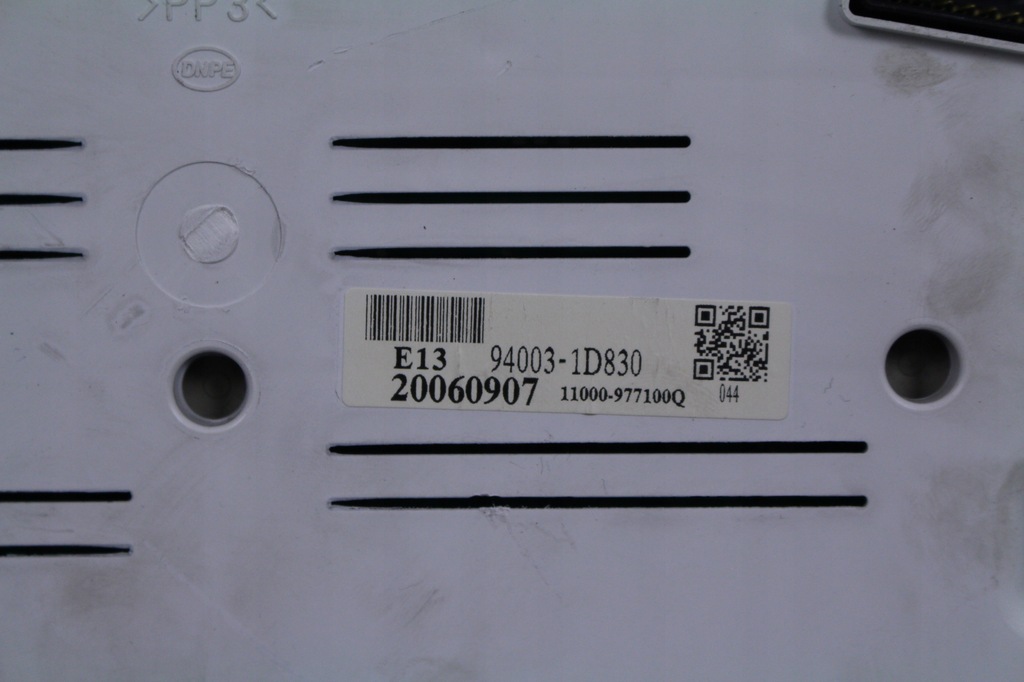 >PP3<
DNPE
E13 94003-1D830
20060907 11000-977100Q 044